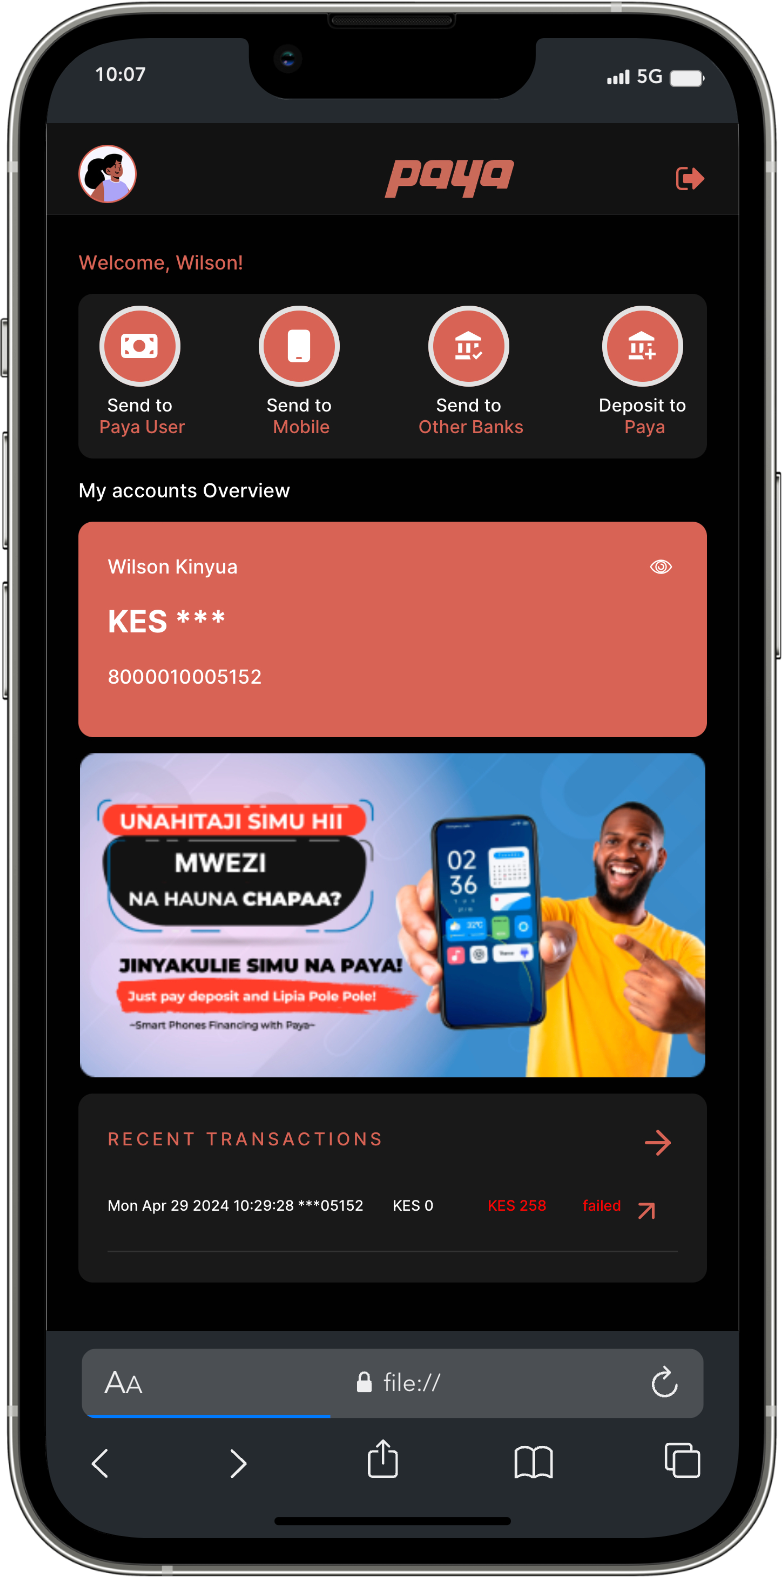 10:07
5G
paya
Welcome, Wilson!
Send to
Paya User
Send to
Mobile
Send to
Other Banks
Deposit to
Paya
My accounts Overview
Wilson Kinyua
KES ***
8000010005152
UNAHITAJI SIMU HII
MWEZI
NA HAUNA CHAPAA?
JINYAKULIE SIMU NA PAYA!
Just pay deposit and Lipia Pole Pole!
~Smart Phones Financing with Paya~
02
36
32°C
RECENT TRANSACTIONS
Mon Apr 29 2024 10:29:28 ***05152 KES 0 KES 258 failed
AA file://